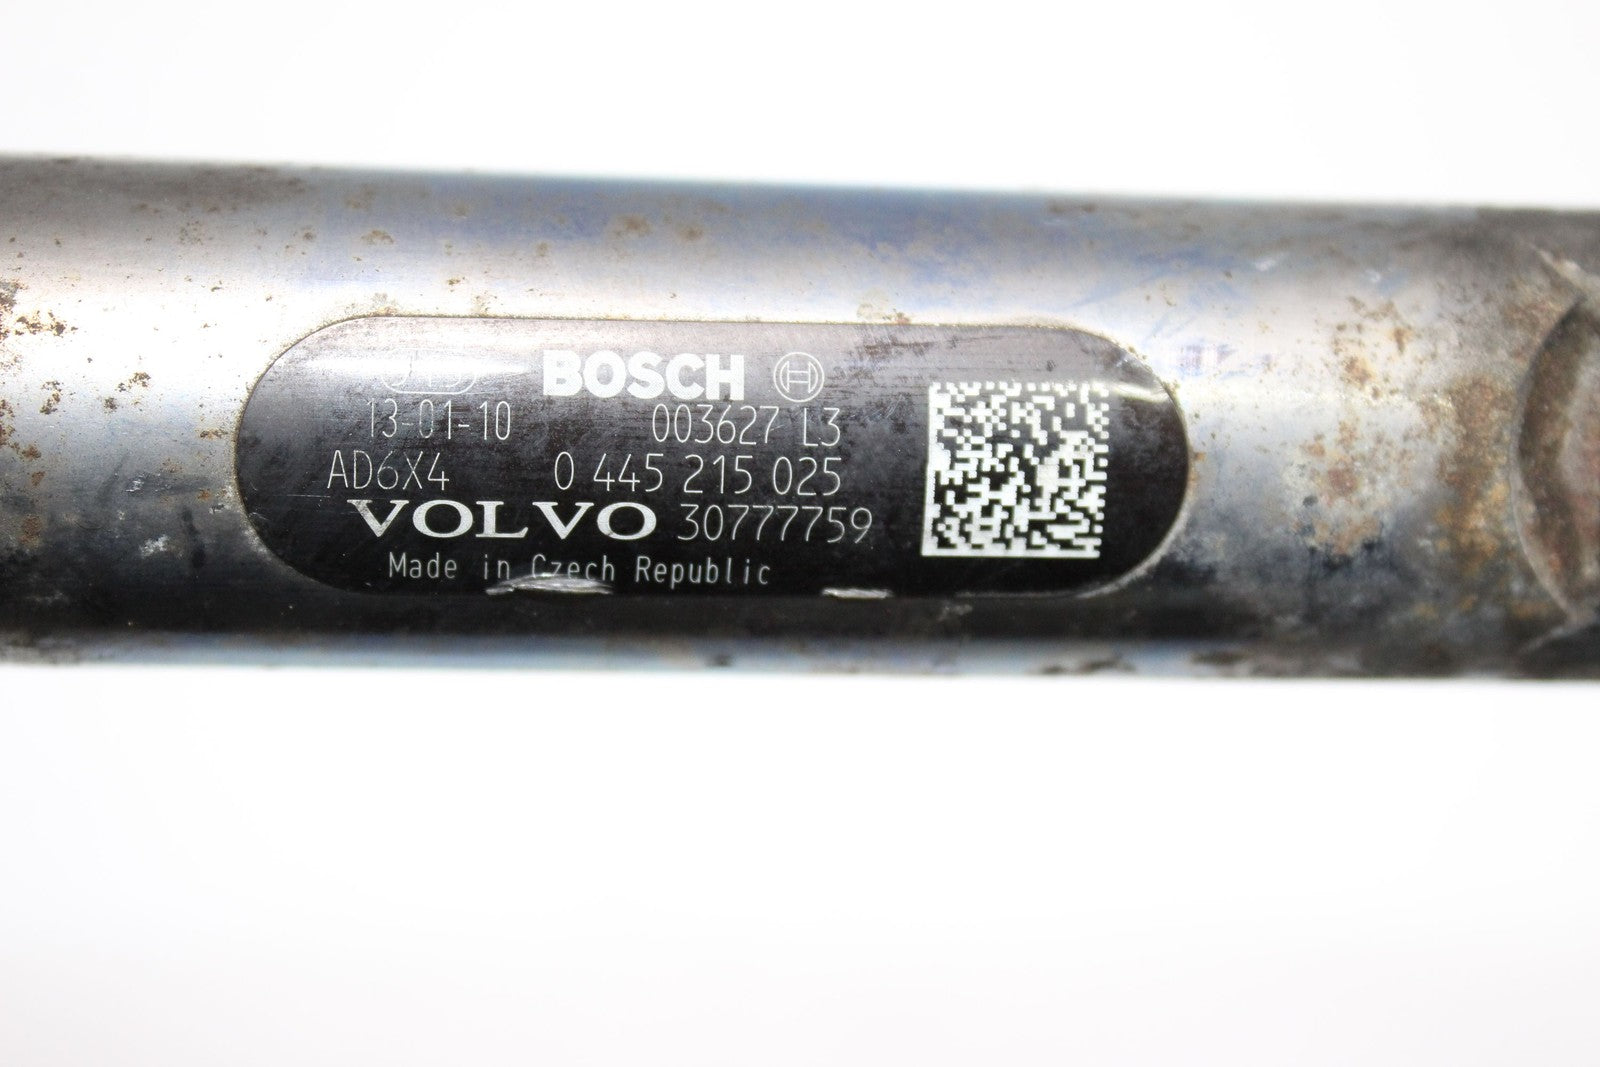 BOSCH
13-01-10 003627 L3
AD6X4 0 445 215 025
VOLVO 30777759
Made in Czech Republic